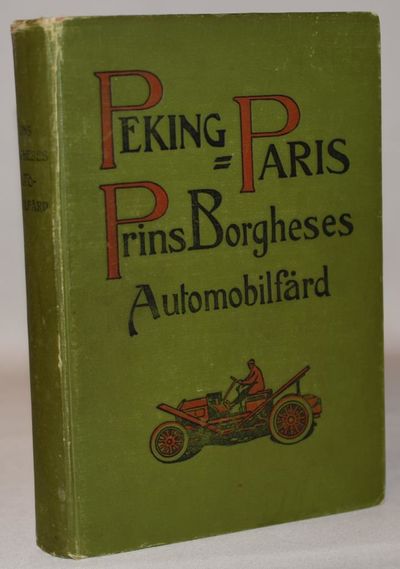 PEKING=PARIS
Prins Borgheses
Automobilfärd